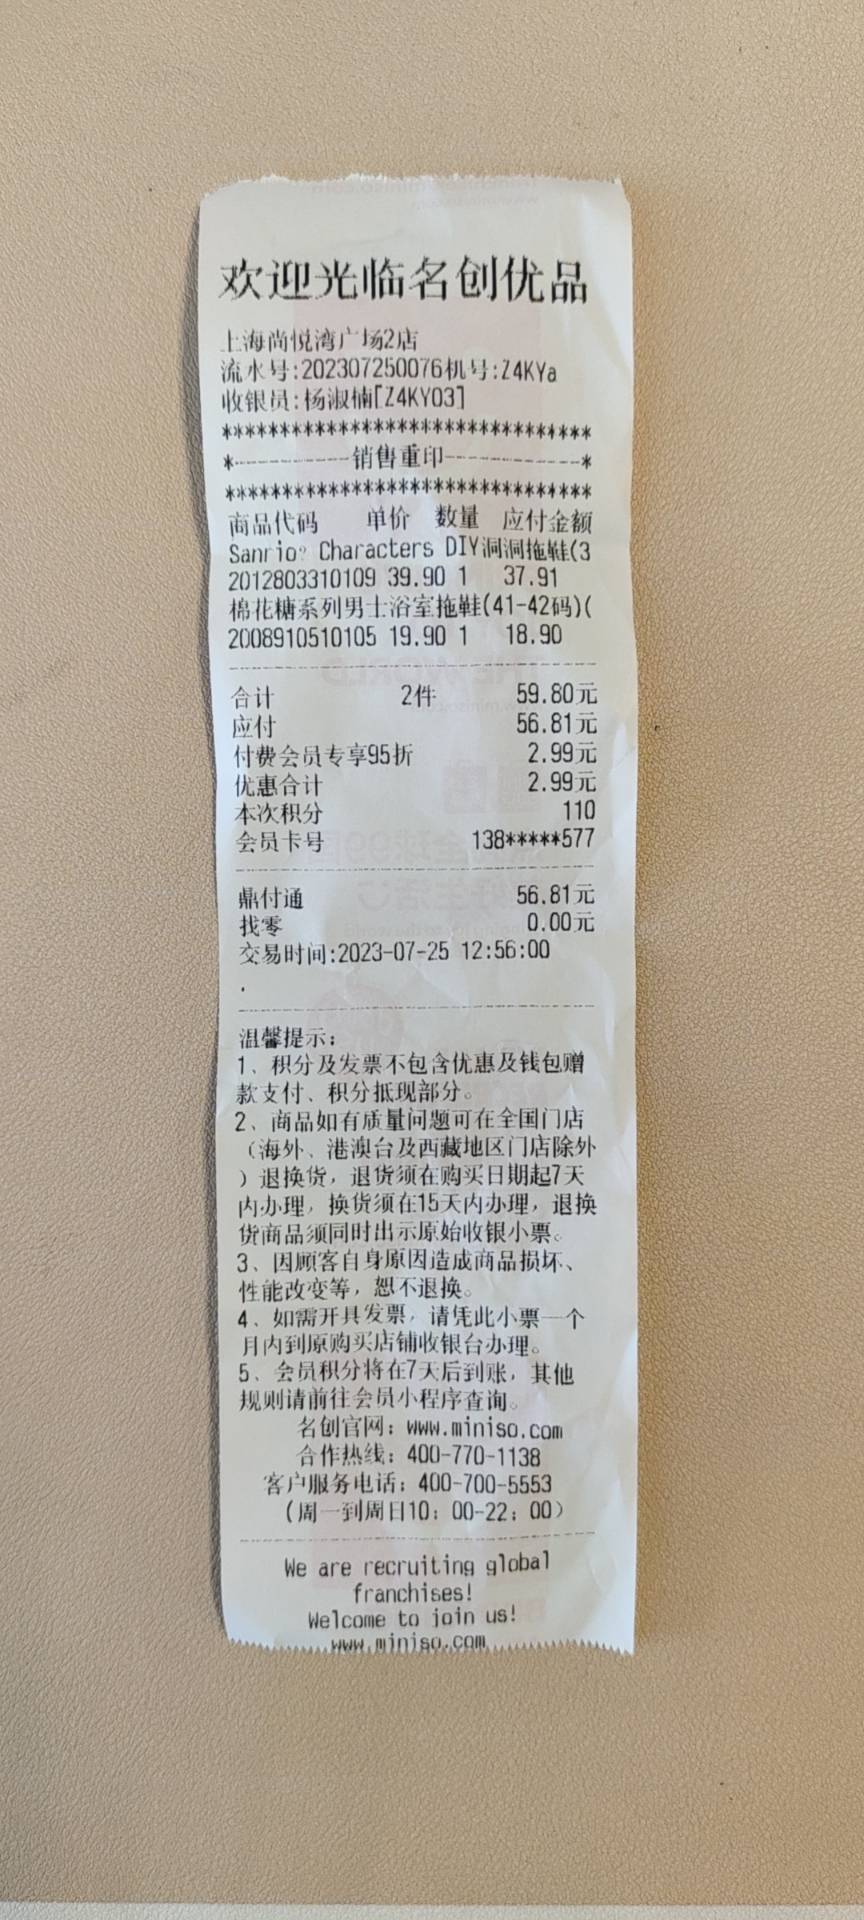 欢迎光临名创优品
上海尚悦湾广场2店
流水号:202307250076机号:Z4KYa
收银员:杨淑楠[Z4KY03]
********************************
*-----------销售重印------------*
********************************
商品代码 单价 数量 应付金额
Sanrio? Characters DIY洞洞拖鞋(3
2012803310109 39.90 1 37.91
棉花糖系列男士浴室拖鞋(41-42码)(
2008910510105 19.90 1 18.90
合计 2件 59.80元
应付 56.81元
付费会员专享95折 2.99元
优惠合计 2.99元
本次积分 110
会员卡号 138*****577
鼎付通 56.81元
找零 0.00元
交易时间:2023-07-25 12:56:00
.
温馨提示：
1、积分及发票不包含优惠及钱包赠
款支付、积分抵现部分。
2、商品如有质量问题可在全国门店
（海外、港澳台及西藏地区门店除外
）退换货，退货须在购买日期起7天
内办理，换货须在15天内办理，退换
货商品须同时出示原始收银小票。
3、因顾客自身原因造成商品损坏、
性能改变等，恕不退换。
4、如需开具发票，请凭此小票一个
月内到原购买店铺收银台办理。
5、会员积分将在7天后到账，其他
规则请前往会员小程序查询。
名创官网：www.miniso.com
合作热线：400-770-1138
客户服务电话：400-700-5553
（周一到周日10：00-22：00）
We are recruiting global
franchises!
Welcome to join us!
www.miniso.com